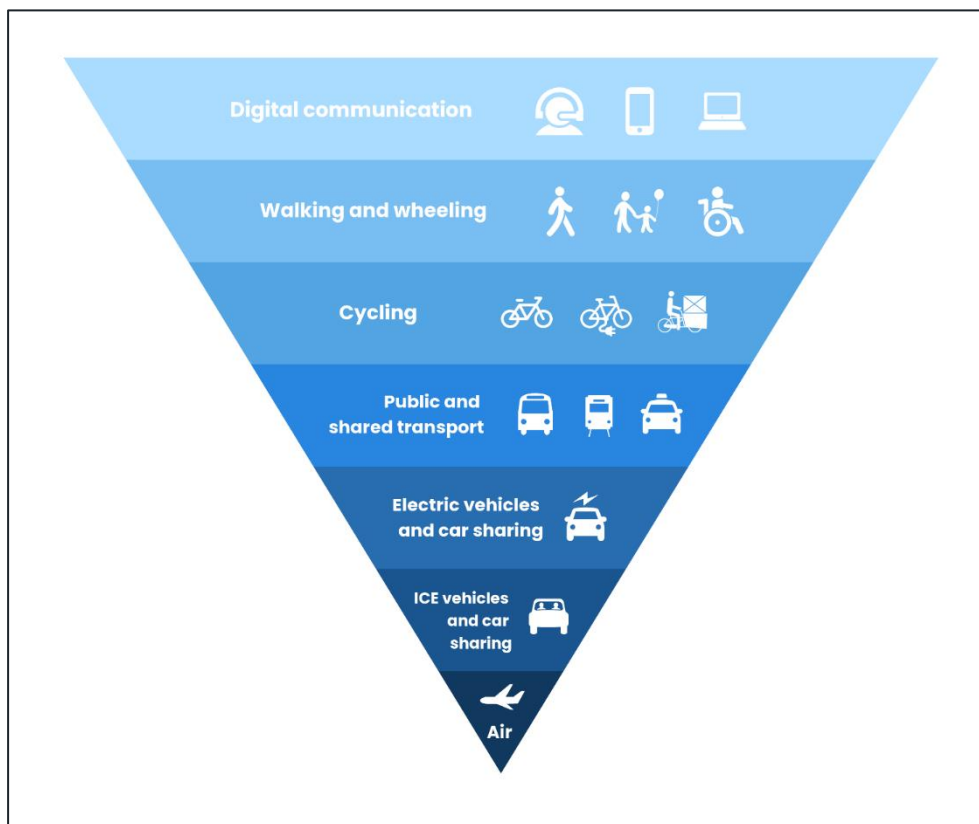 Digital communication
Walking and wheeling
Cycling
Public and
shared transport
Electric vehicles
and car sharing
ICE vehicles
and car
sharing
Air